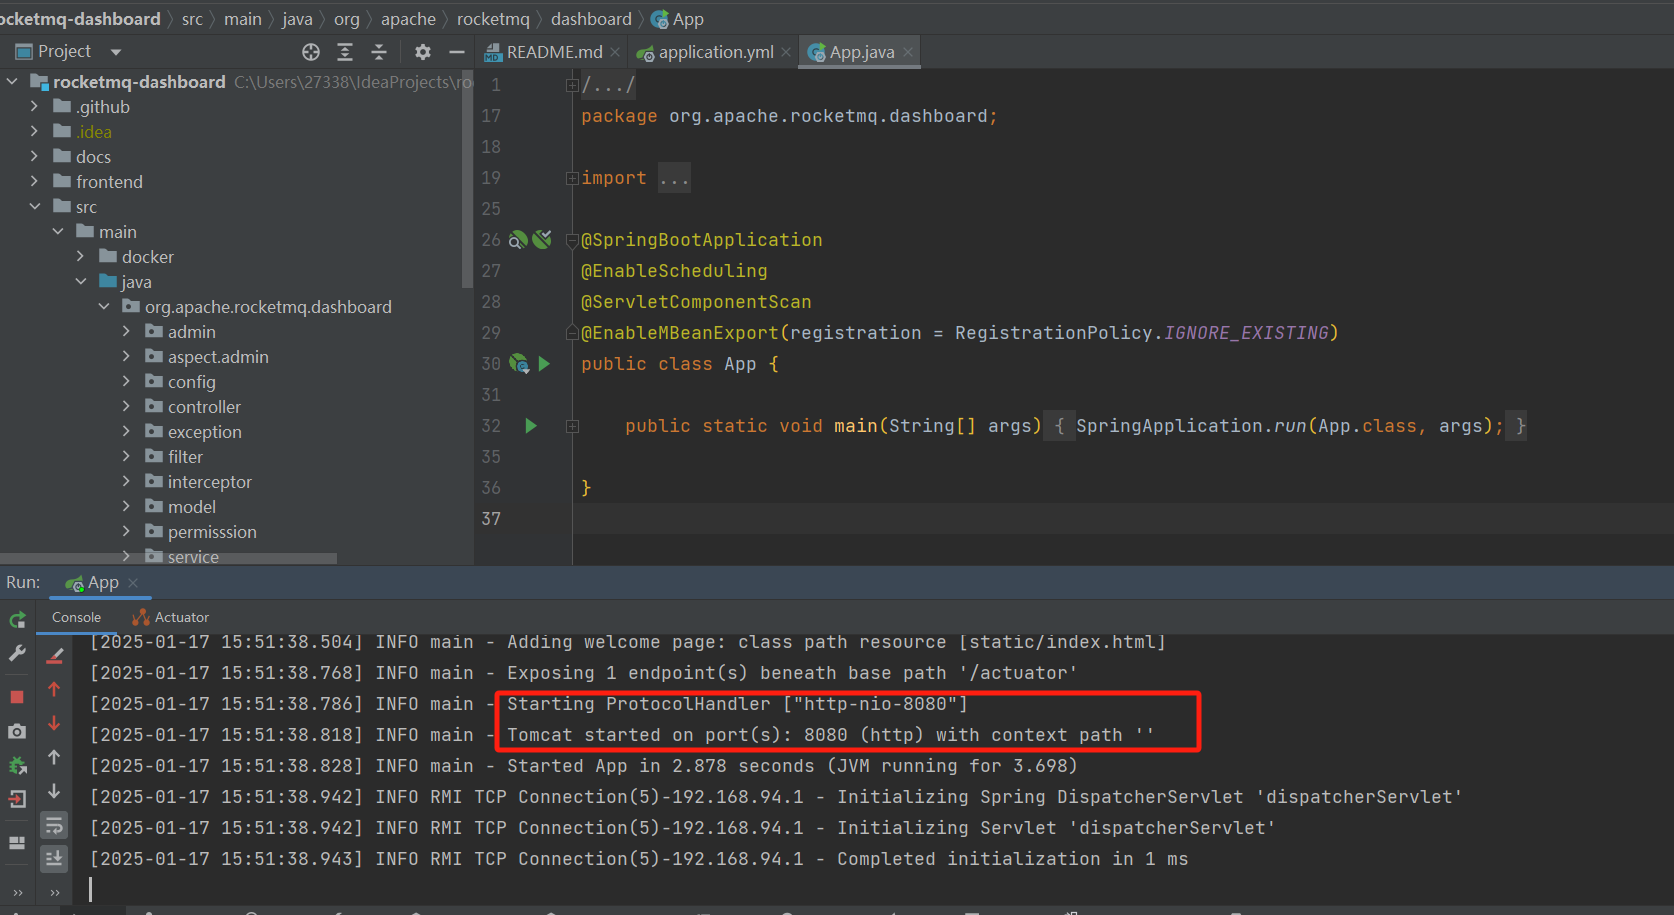 ocketmq-dashboard › src › main › java › org › apache › rocketmq › dashboard › App
Project
README.md
application.yml
App.java
rocketmq-dashboard C:\Users\27338\IdeaProjects\ro
.github
.idea
docs
frontend
src
main
docker
java
org.apache.rocketmq.dashboard
admin
aspect.admin
config
controller
exception
filter
interceptor
model
permisssion
service
1 /.../
17 package org.apache.rocketmq.dashboard;
18
19 import ...
25
26 @SpringBootApplication
27 @EnableScheduling
28 @ServletComponentScan
29 @EnableMBeanExport(registration = RegistrationPolicy.IGNORE_EXISTING)
30 public class App {
31
32 public static void main(String[] args) { SpringApplication.run(App.class, args); }
35
36 }
37
Run: App
Console Actuator
[2025-01-17 15:51:38.504] INFO main - Adding welcome page: class path resource [static/index.html]
[2025-01-17 15:51:38.768] INFO main - Exposing 1 endpoint(s) beneath base path '/actuator'
[2025-01-17 15:51:38.786] INFO main - Starting ProtocolHandler ["http-nio-8080"]
[2025-01-17 15:51:38.818] INFO main - Tomcat started on port(s): 8080 (http) with context path ''
[2025-01-17 15:51:38.828] INFO main - Started App in 2.878 seconds (JVM running for 3.698)
[2025-01-17 15:51:38.942] INFO RMI TCP Connection(5)-192.168.94.1 - Initializing Spring DispatcherServlet 'dispatcherServlet'
[2025-01-17 15:51:38.942] INFO RMI TCP Connection(5)-192.168.94.1 - Initializing Servlet 'dispatcherServlet'
[2025-01-17 15:51:38.943] INFO RMI TCP Connection(5)-192.168.94.1 - Completed initialization in 1 ms